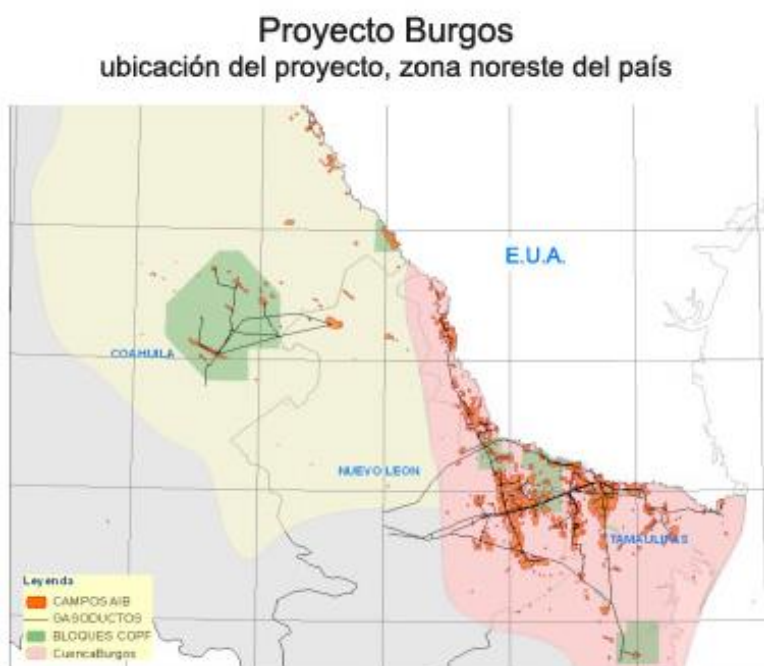 Proyecto Burgos
ubicación del proyecto, zona noreste del país
E.U.A.
COAHUILA
NUEVO LEON
TAMAULIPAS
Leyenda
CAMPOS AIB
GASODUCTOS
BLOQUES COPF
CuencaBurgos